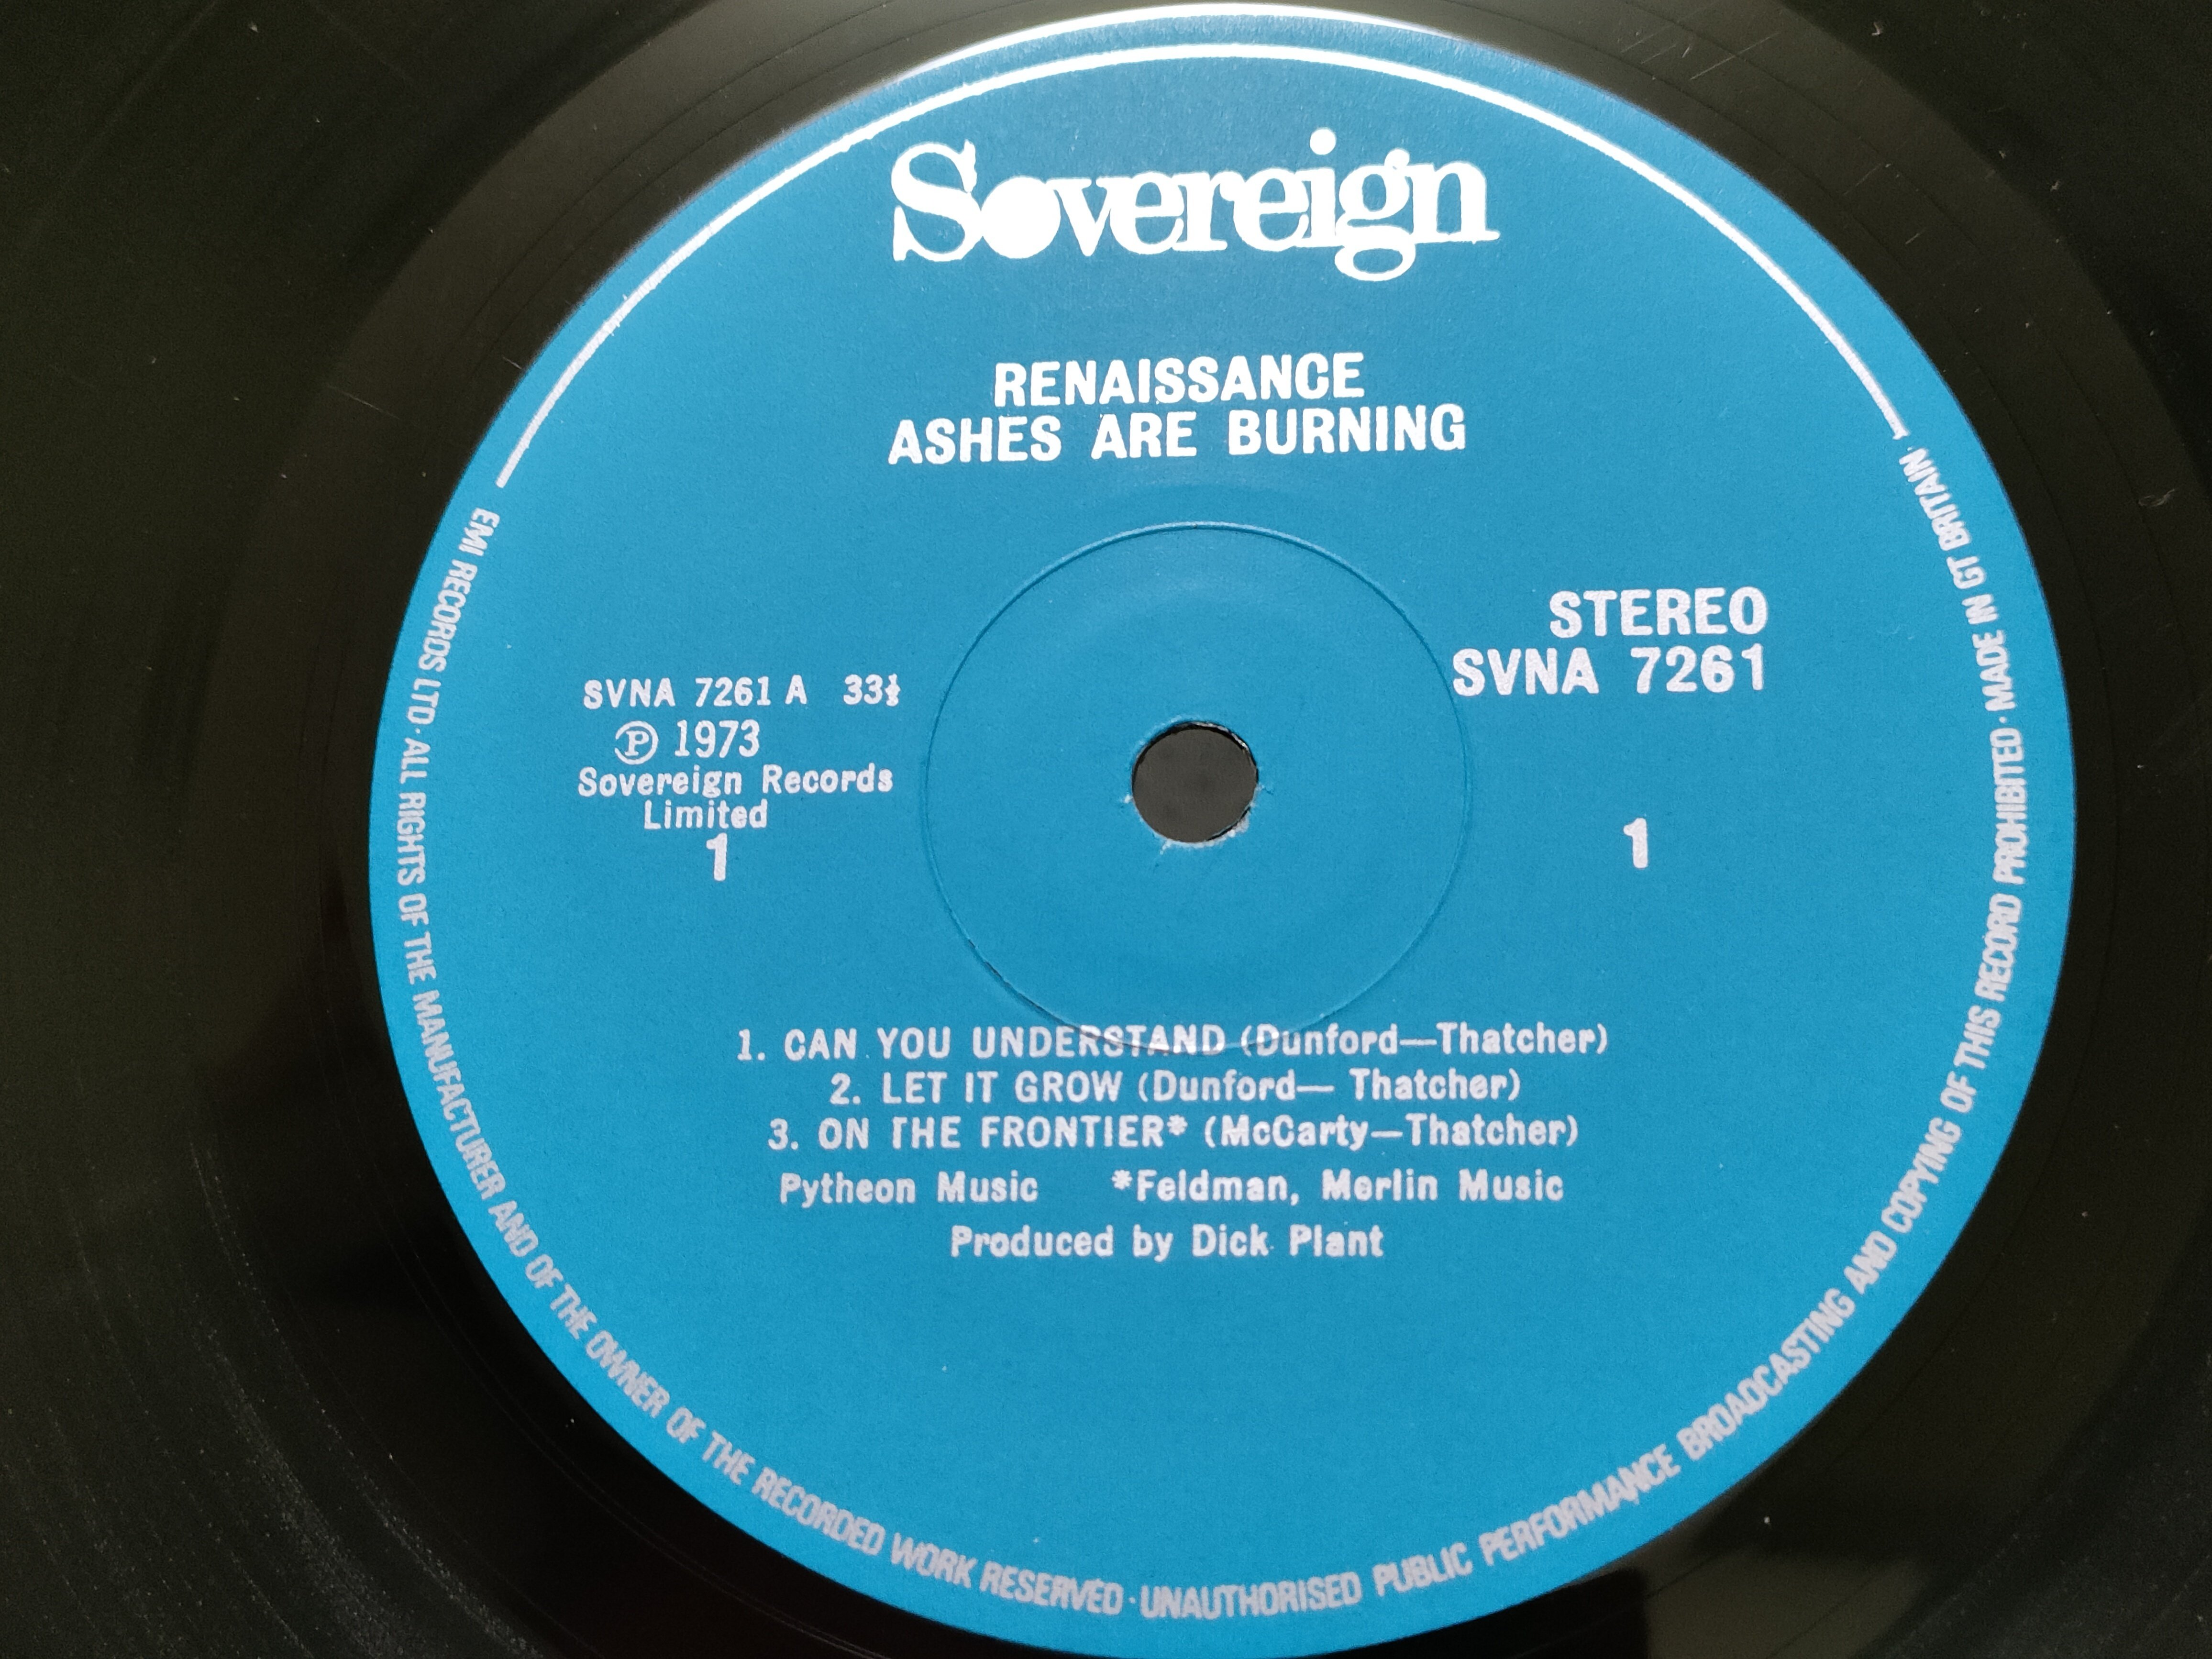 Sovereign
RENAISSANCE
ASHES ARE BURNING
STEREO
SVNA 7261
SVNA 7261 A 33⅓
Ⓟ 1973
Sovereign Records
Limited
1
1
1. CAN YOU UNDERSTAND (Dunford—Thatcher)
2. LET IT GROW (Dunford— Thatcher)
3. ON THE FRONTIER* (McCarty—Thatcher)
Pytheon Music *Feldman, Merlin Music
Produced by Dick Plant
EMI RECORDS LTD · ALL RIGHTS OF THE MANUFACTURER AND OF THE OWNER OF THE RECORDED WORK RESERVED · UNAUTHORISED PUBLIC PERFORMANCE BROADCASTING AND COPYING OF THIS RECORD PROHIBITED · MADE IN GT BRITAIN ·